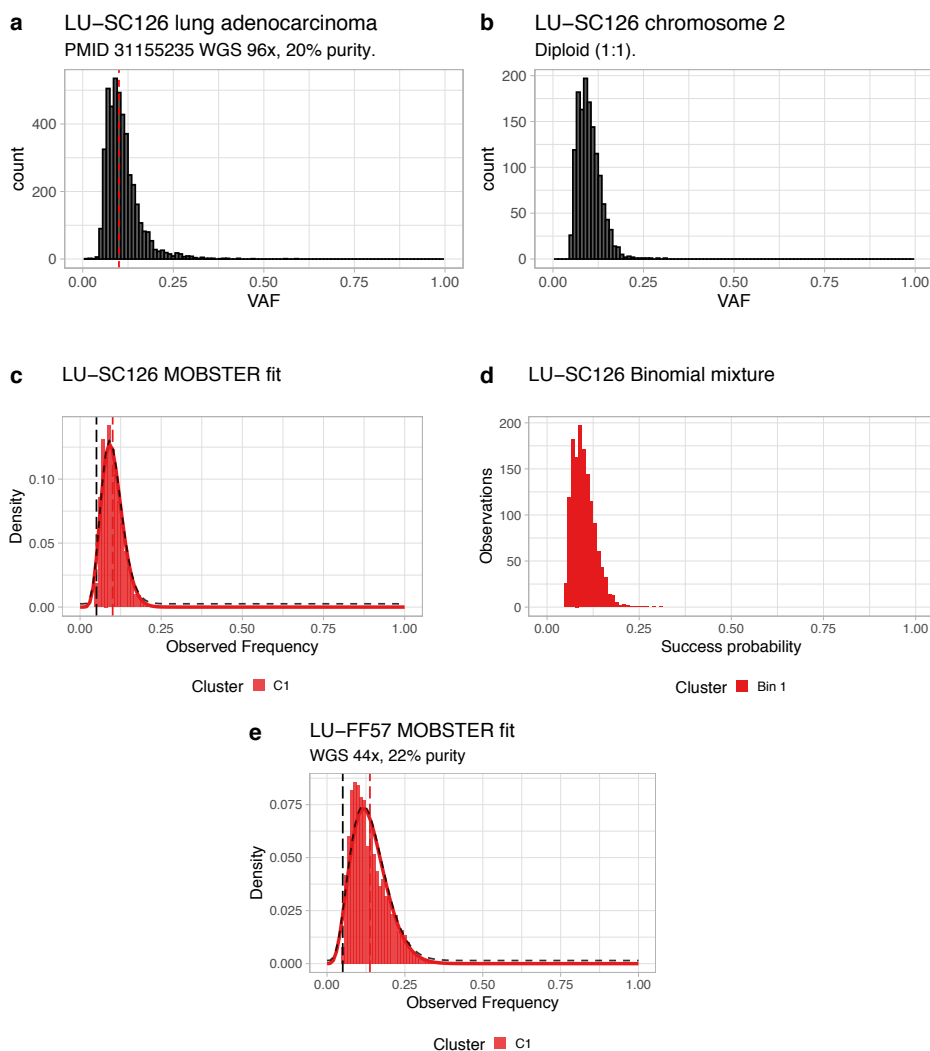 a LU−SC126 lung adenocarcinoma
PMID 31155235 WGS 96x, 20% purity.
400
200
0
count
0.00 0.25 0.50 0.75 1.00
VAF
b LU−SC126 chromosome 2
Diploid (1:1).
200
150
100
50
0
count
0.00 0.25 0.50 0.75 1.00
VAF
c LU−SC126 MOBSTER fit
0.10
0.05
0.00
Density
0.00 0.25 0.50 0.75 1.00
Observed Frequency
Cluster C1
d LU−SC126 Binomial mixture
200
150
100
50
0
Observations
0.00 0.25 0.50 0.75 1.00
Success probability
Cluster Bin 1
e LU−FF57 MOBSTER fit
WGS 44x, 22% purity
0.075
0.050
0.025
0.000
Density
0.00 0.25 0.50 0.75 1.00
Observed Frequency
Cluster C1